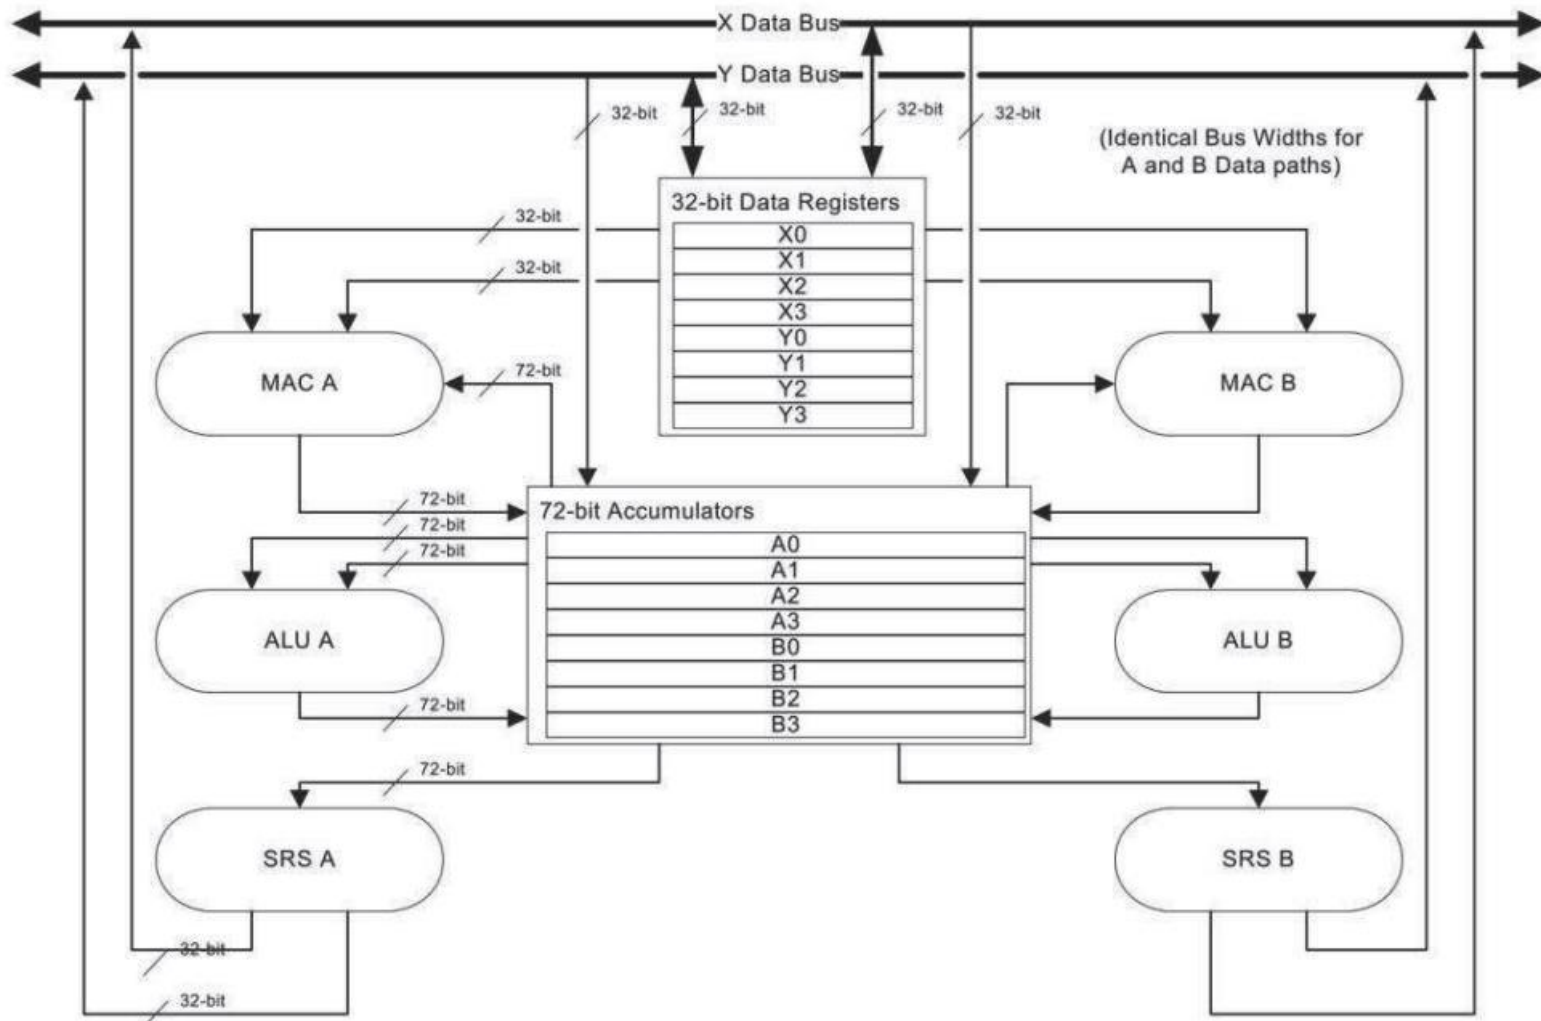 X Data Bus
Y Data Bus
32-bit
32-bit
32-bit
32-bit
(Identical Bus Widths for
A and B Data paths)
32-bit Data Registers
32-bit
X0
X1
32-bit
X2
X3
Y0
Y1
Y2
Y3
MAC A
72-bit
MAC B
72-bit
72-bit Accumulators
72-bit
72-bit
A0
A1
A2
A3
B0
B1
B2
B3
ALU A
ALU B
72-bit
72-bit
SRS A
SRS B
32-bit
32-bit